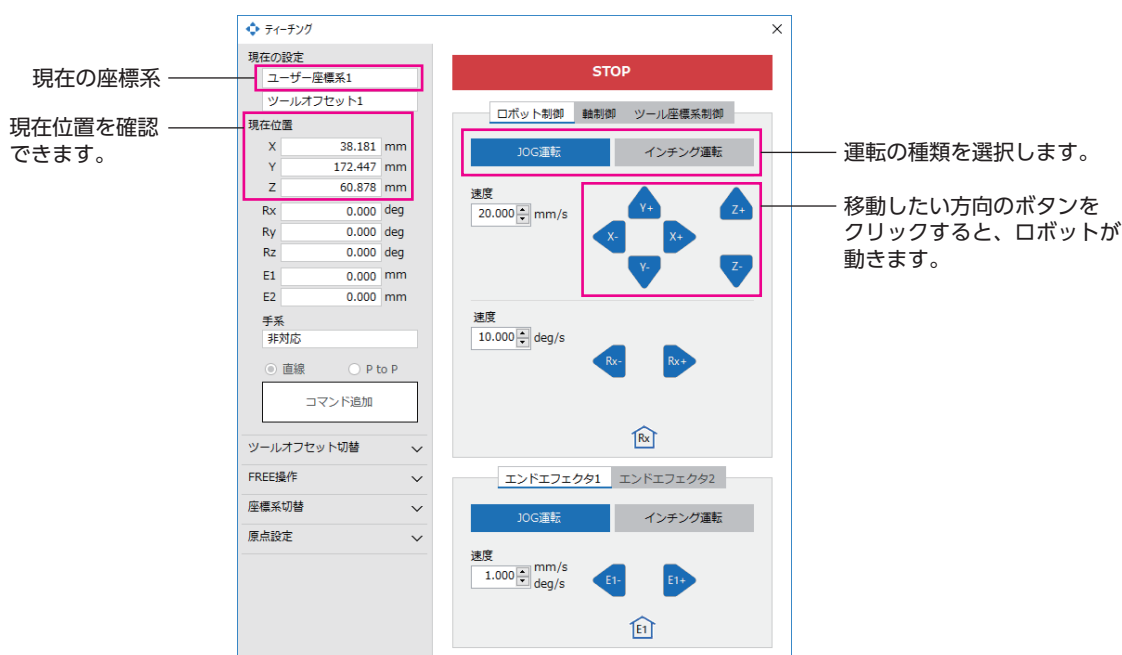 ティーチング
現在の設定
ユーザー座標系1
ツールオフセット1
現在の座標系
現在位置
現在位置を確認
できます。
X 38.181 mm
Y 172.447 mm
Z 60.878 mm
Rx 0.000 deg
Ry 0.000 deg
Rz 0.000 deg
E1 0.000 mm
E2 0.000 mm
手系
非対応
直線 P to P
コマンド追加
ツールオフセット切替
FREE操作
座標系切替
原点設定
STOP
ロボット制御 軸制御 ツール座標系制御
JOG運転 インチング運転
運転の種類を選択します。
速度
20.000 mm/s
Y+ Z+
X- X+
Y- Z-
移動したい方向のボタンを
クリックすると、ロボットが
動きます。
速度
10.000 deg/s
Rx- Rx+
Rx
エンドエフェクタ1 エンドエフェクタ2
JOG運転 インチング運転
速度
1.000 mm/s
deg/s
E1- E1+
E1